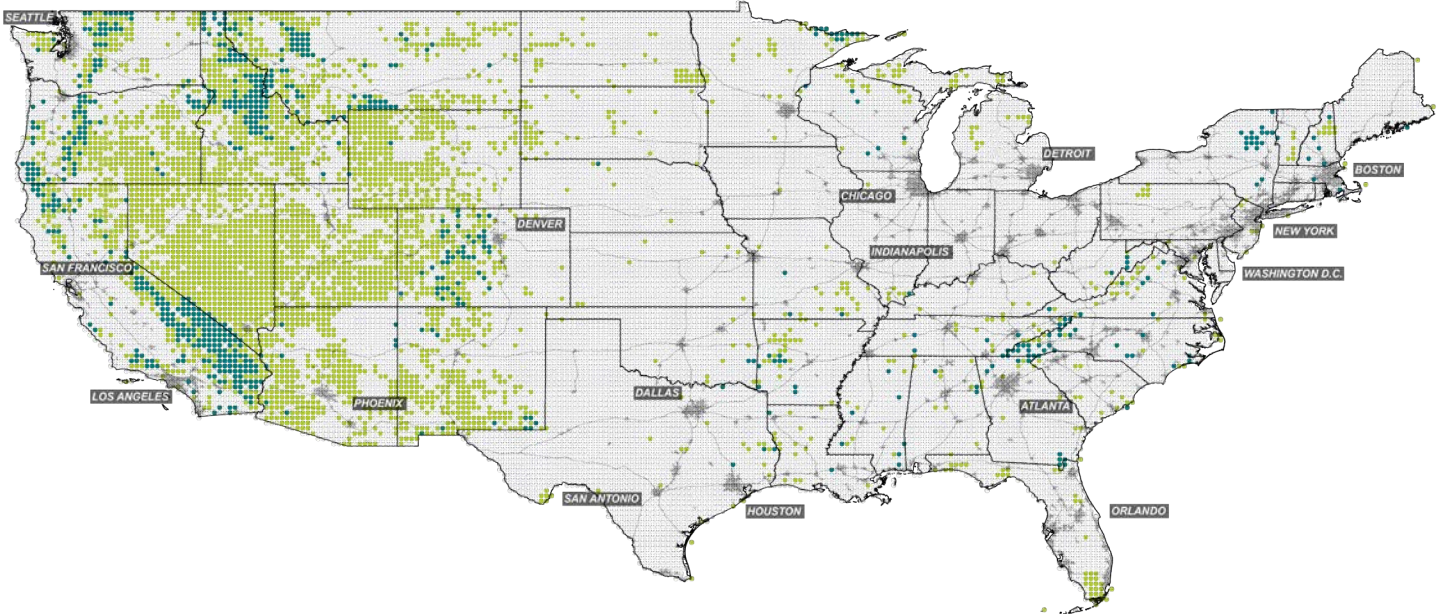 SEATTLE
DETROIT
BOSTON
CHICAGO
DENVER
NEW YORK
INDIANAPOLIS
SAN FRANCISCO
WASHINGTON D.C.
LOS ANGELES
DALLAS
PHOENIX
ATLANTA
SAN ANTONIO
HOUSTON
ORLANDO